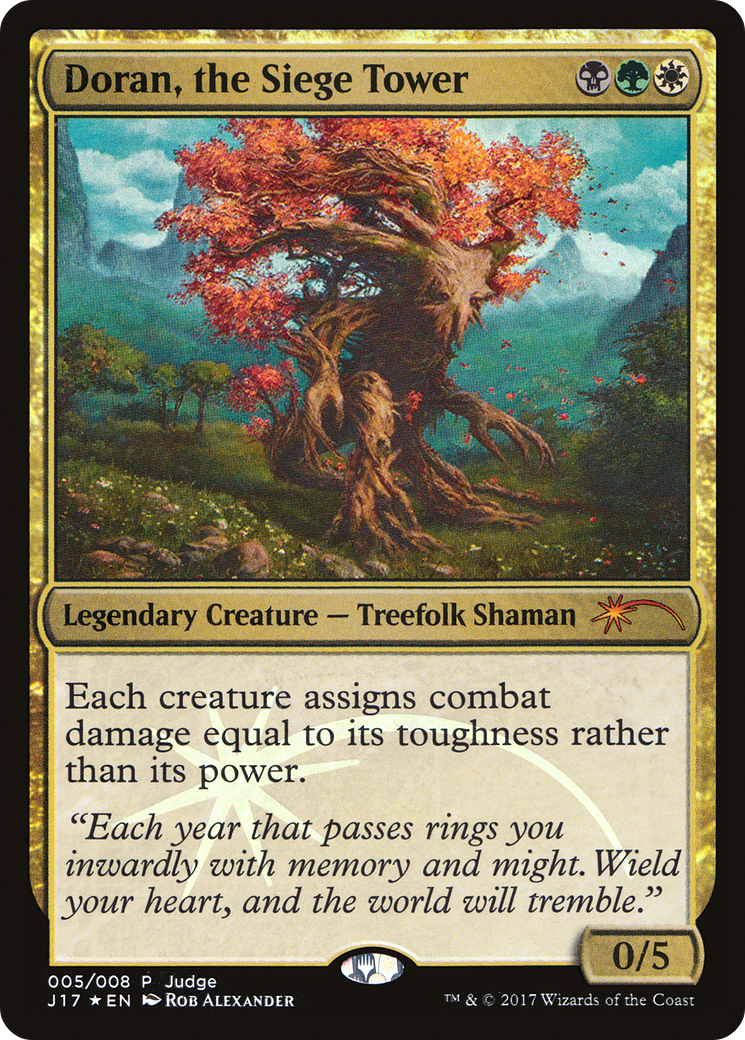 Doran, the Siege Tower
Legendary Creature — Treefolk Shaman
Each creature assigns combat
damage equal to its toughness rather
than its power.
“Each year that passes rings you
inwardly with memory and might. Wield
your heart, and the world will tremble.”
0/5
005/008 P Judge
J17 ★ EN Rob Alexander
™ & © 2017 Wizards of the Coast